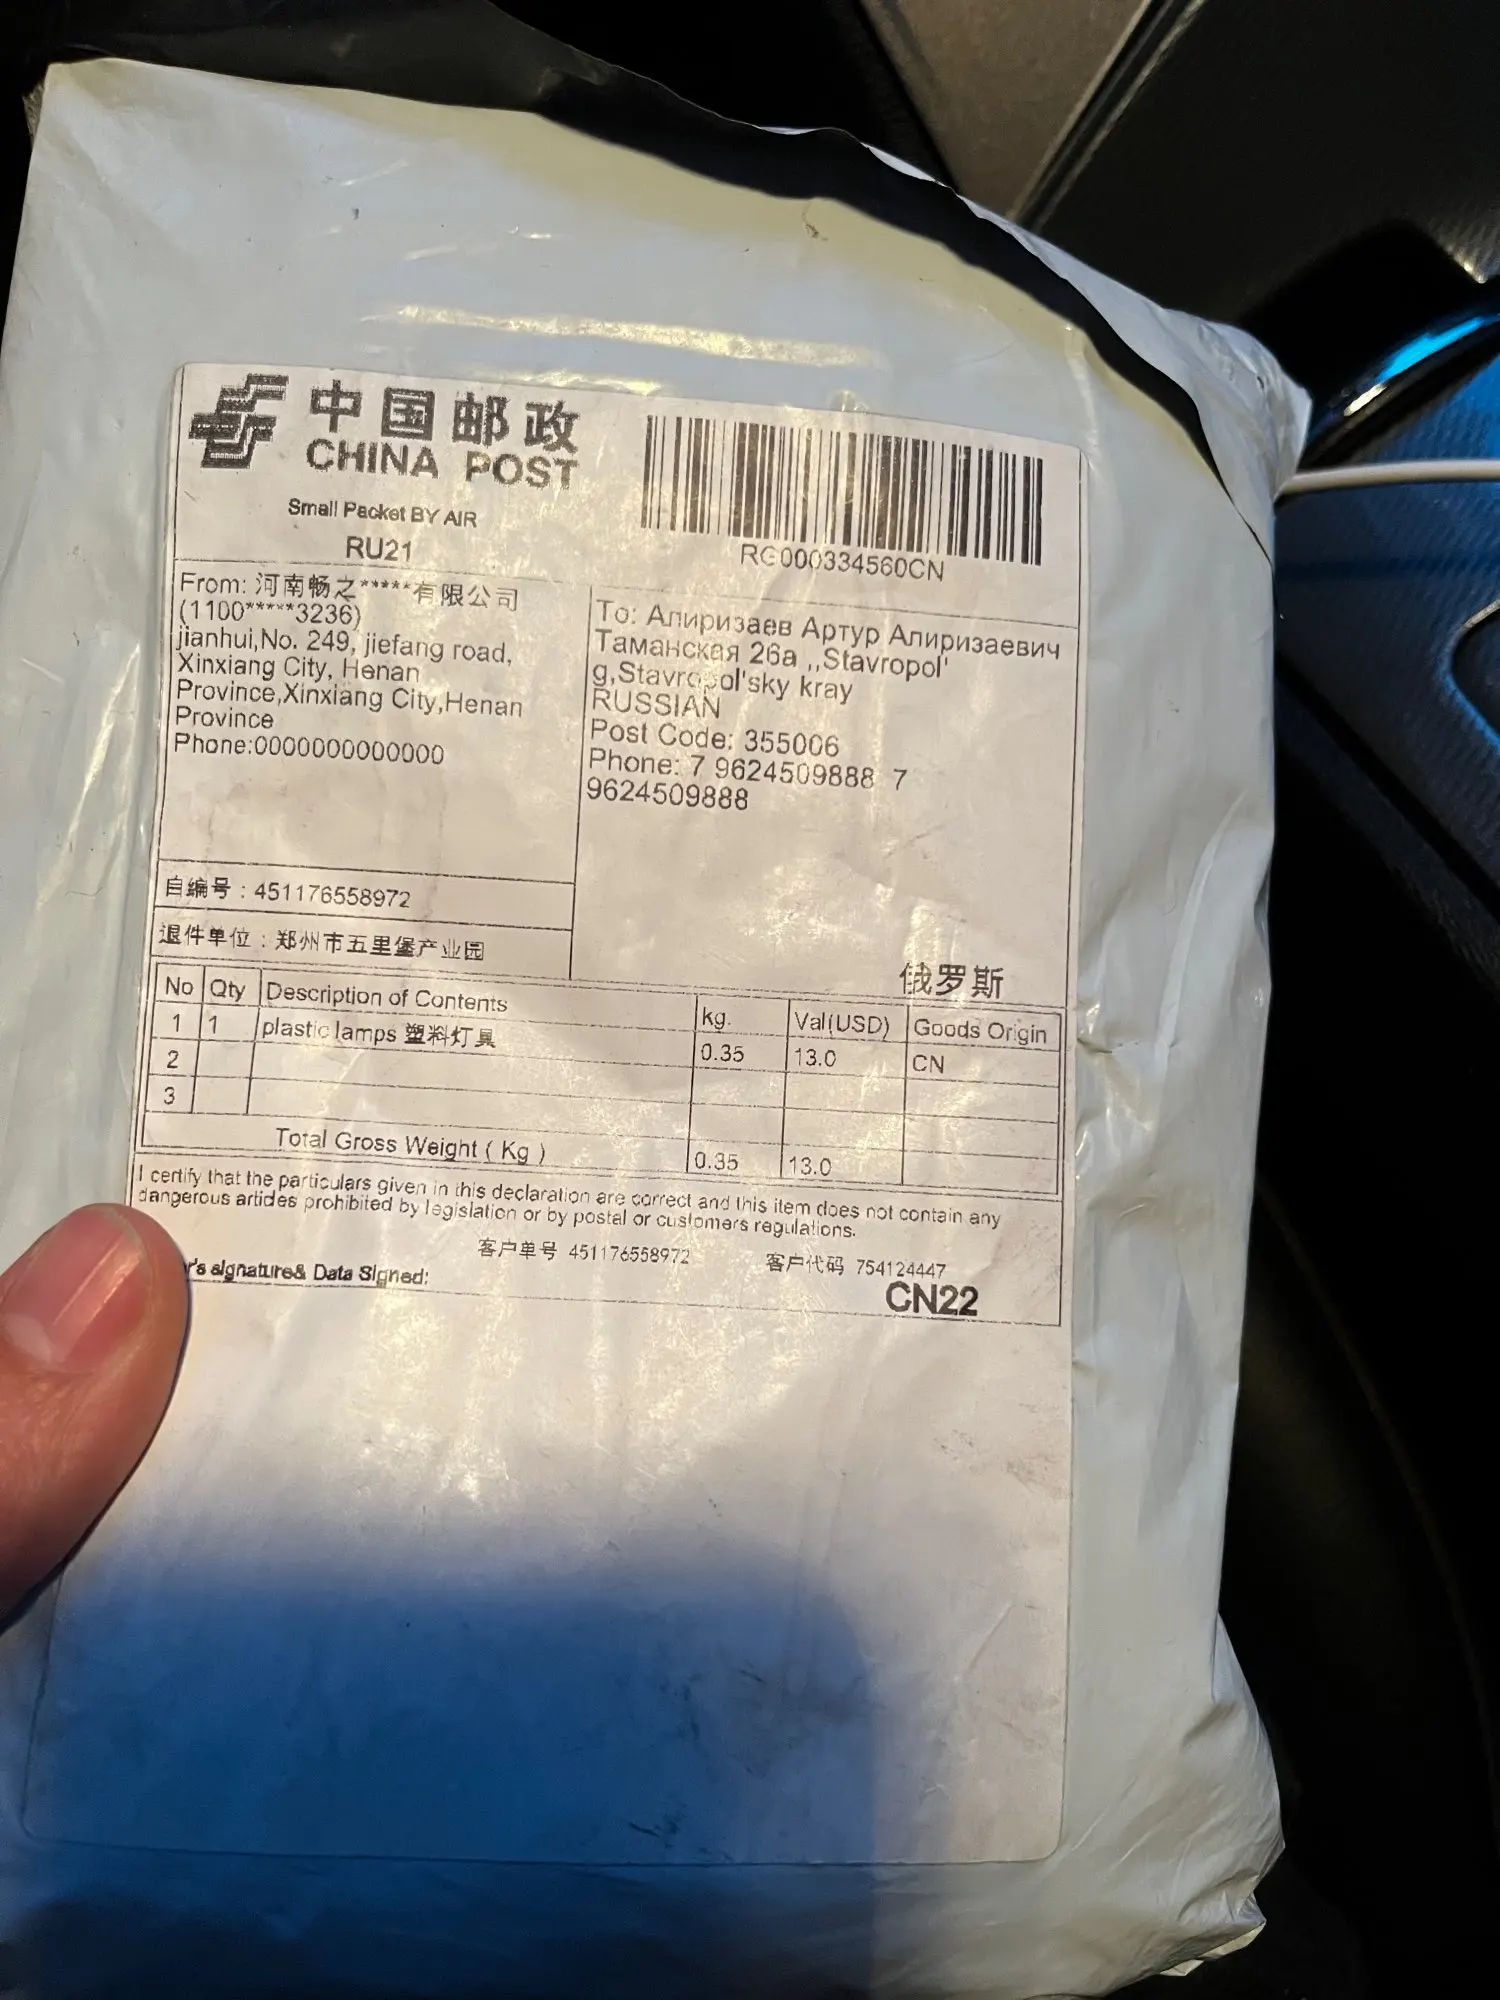 中国邮政
CHINA POST
Small Packet BY AIR
RU21
RG000334560CN
From: 河南畅之*****有限公司
(1100*****3236)
jianhui,No. 249, jiefang road,
Xinxiang City, Henan
Province,Xinxiang City,Henan
Province
Phone:0000000000000
To: Алиризаев Артур Алиризаевич
Таманская 26а ,,Stavropol'
g,Stavropol'sky kray
RUSSIAN
Post Code: 355006
Phone: 7 9624509888 7
9624509888
自编号 : 451176558972
退件单位 : 郑州市五里堡产业园
俄罗斯
No Qty Description of Contents kg. Val(USD) Goods Origin
1 1 plastic lamps 塑料灯具 0.35 13.0 CN
2
3
Total Gross Weight ( Kg ) 0.35 13.0
I certify that the particulars given in this declaration are correct and this item does not contain any
dangerous articles prohibited by legislation or by postal or customers regulations.
客户单号 451176558972 客户代码 754124447
r's signature& Data Signed:
CN22